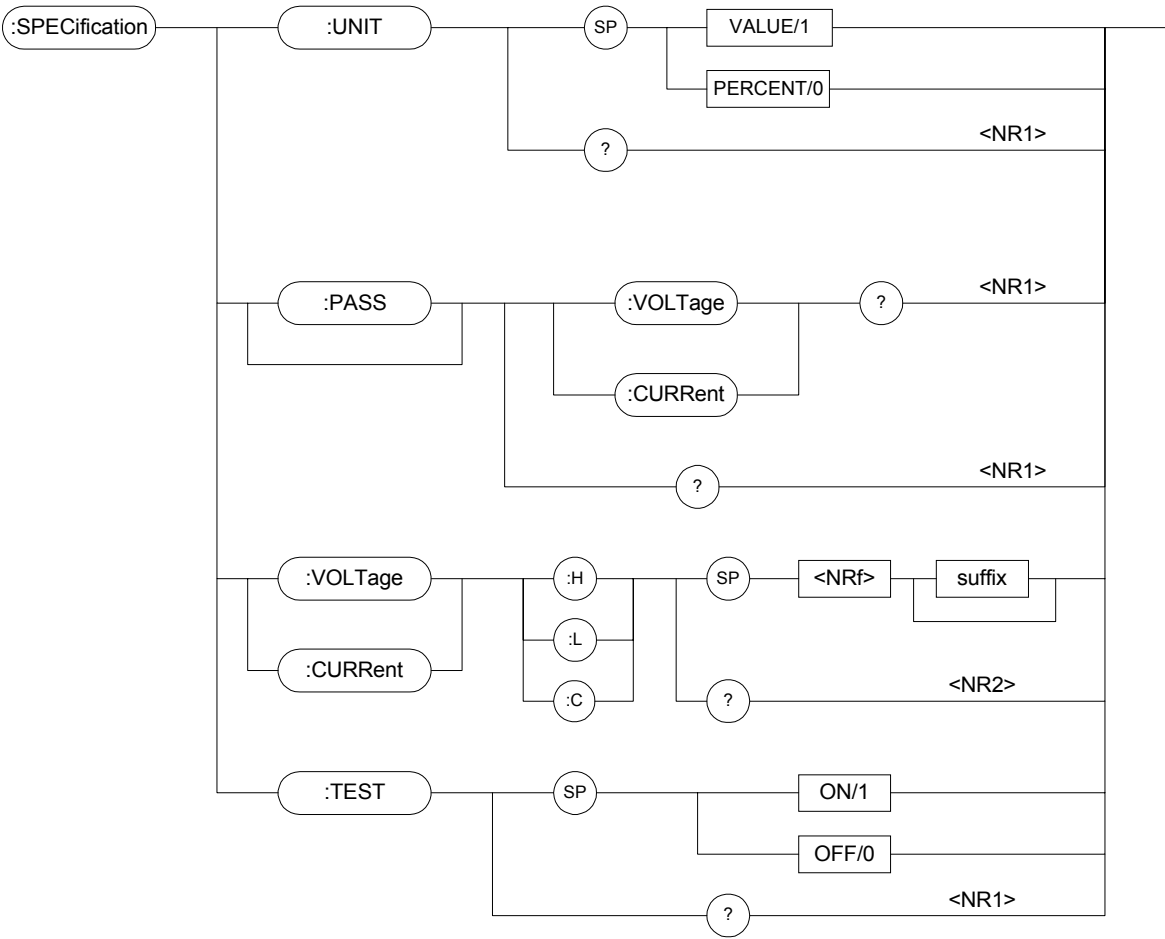 :SPECification
:UNIT
SP
VALUE/1
PERCENT/0
?
<NR1>
:PASS
:VOLTage
?
<NR1>
:CURRent
?
<NR1>
:VOLTage
:H
SP
<NRf>
suffix
:L
:CURRent
:C
?
<NR2>
:TEST
SP
ON/1
OFF/0
?
<NR1>